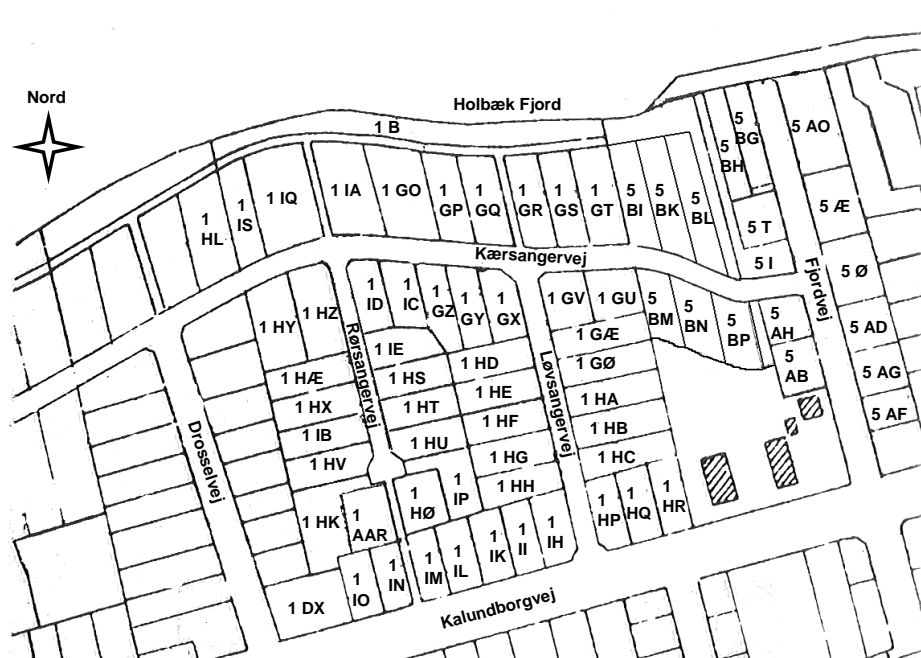 Nord
Holbæk Fjord
1 B
1 HL
1 IS
1 IQ
1 IA
1 GO
1 GP
1 GQ
1 GR
1 GS
1 GT
5 BI
5 BK
5 BL
5 BH
5 BG
5 AO
5 T
5 I
5 Æ
5 Ø
Kærsangervej
Fjordvej
1 HY
1 HZ
Rørsangervej
1 ID
1 IC
1 GZ
1 GY
1 GX
1 GV
1 GU
5 BM
5 BN
5 BP
5 AH
5 AB
5 AD
5 AG
5 AF
1 IE
1 HD
Løvsangervej
1 GÆ
1 GØ
1 HÆ
1 HS
1 HE
1 HA
1 HX
1 HT
1 HF
1 HB
1 IB
1 HU
1 HG
1 HC
1 HV
1 HH
Drosselvej
1 HK
1 AAR
1 HØ
1 IP
1 HP
1 HQ
1 HR
1 DX
1 IO
1 IN
1 IM
1 IL
1 IK
1 II
1 IH
Kalundborgvej